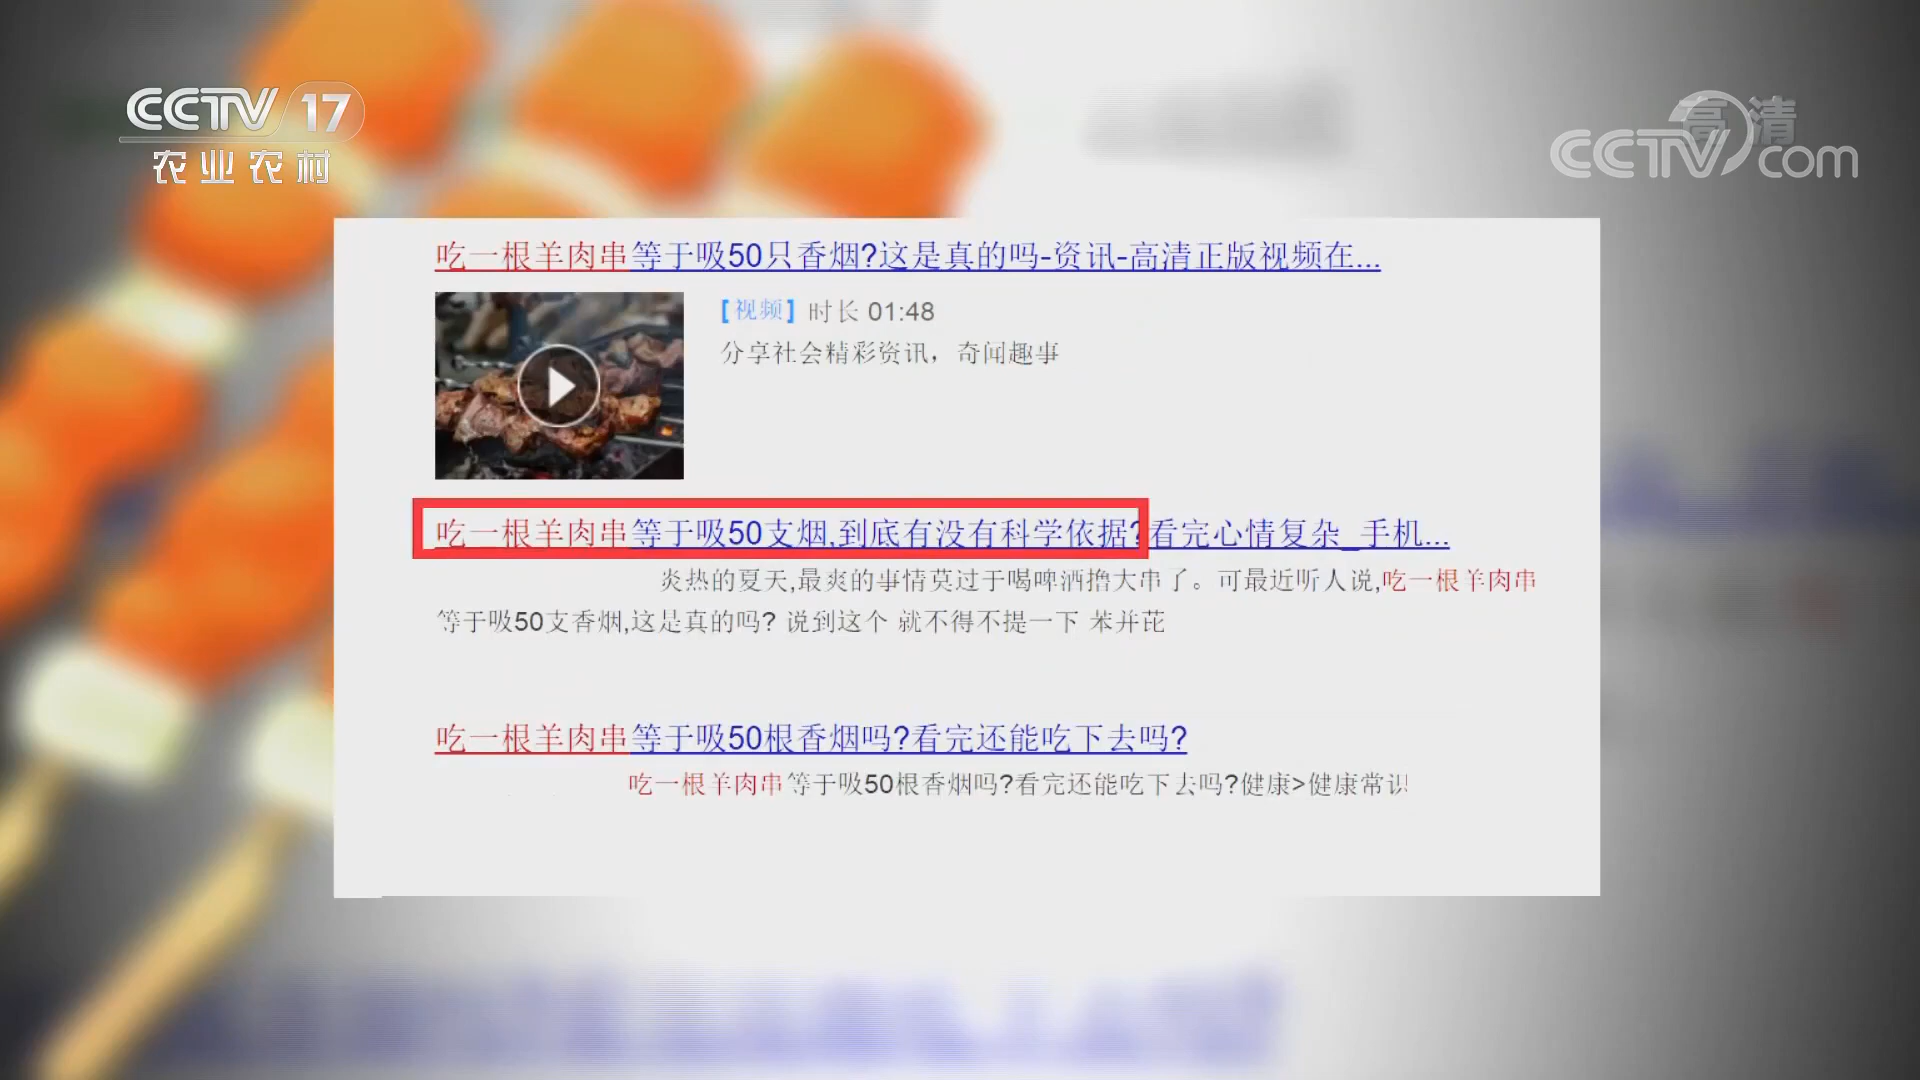 CCTV 17
农业农村
高清
CCTV.com
吃一根羊肉串等于吸50只香烟?这是真的吗-资讯-高清正版视频在...
【视频】时长 01:48
分享社会精彩资讯，奇闻趣事
吃一根羊肉串等于吸50支烟,到底有没有科学依据?看完心情复杂_手机...
炎热的夏天,最爽的事情莫过于喝啤酒撸大串了。可最近听人说,吃一根羊肉串
等于吸50支香烟,这是真的吗? 说到这个 就不得不提一下 苯并芘
吃一根羊肉串等于吸50根香烟吗?看完还能吃下去吗?
吃一根羊肉串等于吸50根香烟吗?看完还能吃下去吗?健康>健康常识